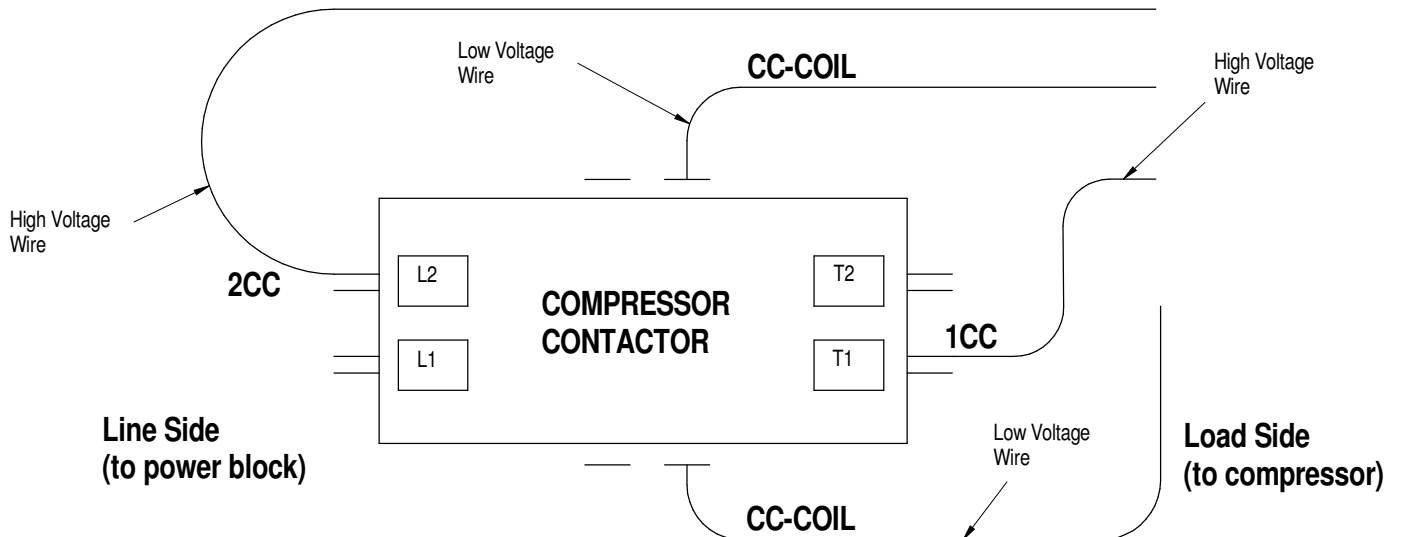 Low Voltage
Wire
CC-COIL
High Voltage
Wire
High Voltage
Wire
2CC
L2
T2
COMPRESSOR
CONTACTOR
1CC
L1
T1
Line Side
(to power block)
Low Voltage
Wire
Load Side
(to compressor)
CC-COIL